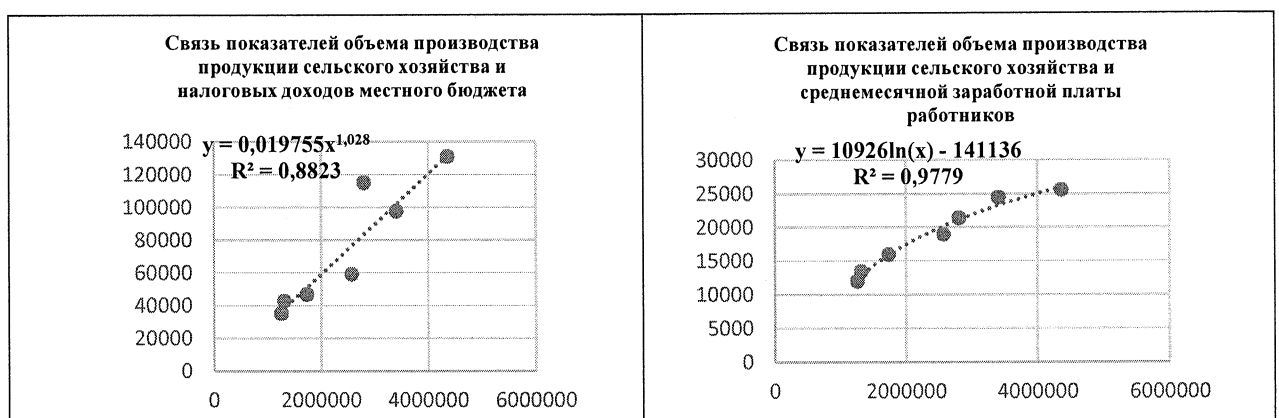 Связь показателей объема производства
продукции сельского хозяйства и
налоговых доходов местного бюджета
y = 0,019755x^1,028
R² = 0,8823
140000
120000
100000
80000
60000
40000
20000
0
0 2000000 4000000 6000000
Связь показателей объема производства
продукции сельского хозяйства и
среднемесячной заработной платы
работников
y = 10926ln(x) - 141136
R² = 0,9779
30000
25000
20000
15000
10000
5000
0
0 2000000 4000000 6000000